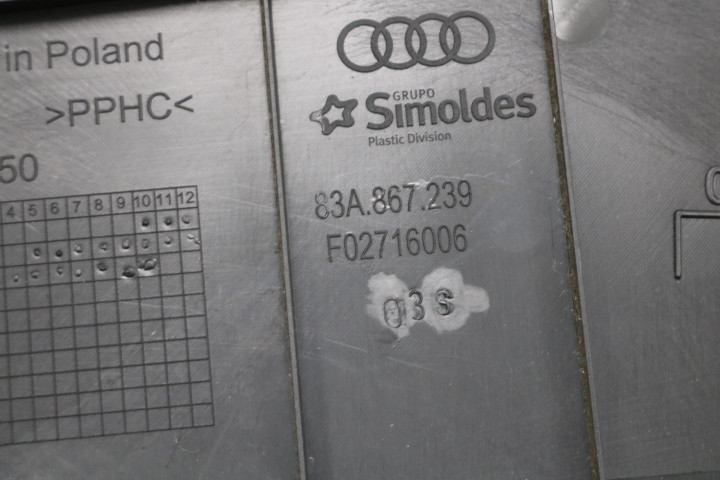 in Poland
>PPHC<
50
4 5 6 7 8 9 10 11 12
GRUPO
Simoldes
Plastic Division
83A.867.239
F02716006